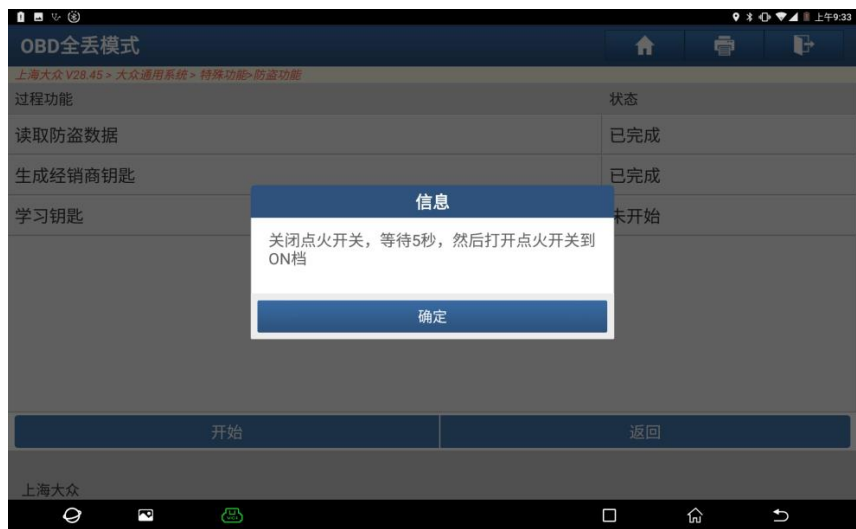 上午9:33
OBD全丢模式
上海大众 V28.45 > 大众通用系统 > 特殊功能>防盗功能
过程功能 状态
读取防盗数据 已完成
生成经销商钥匙 已完成
信息
学习钥匙 未开始
关闭点火开关，等待5秒，然后打开点火开关到
ON档
确定
开始 返回
上海大众